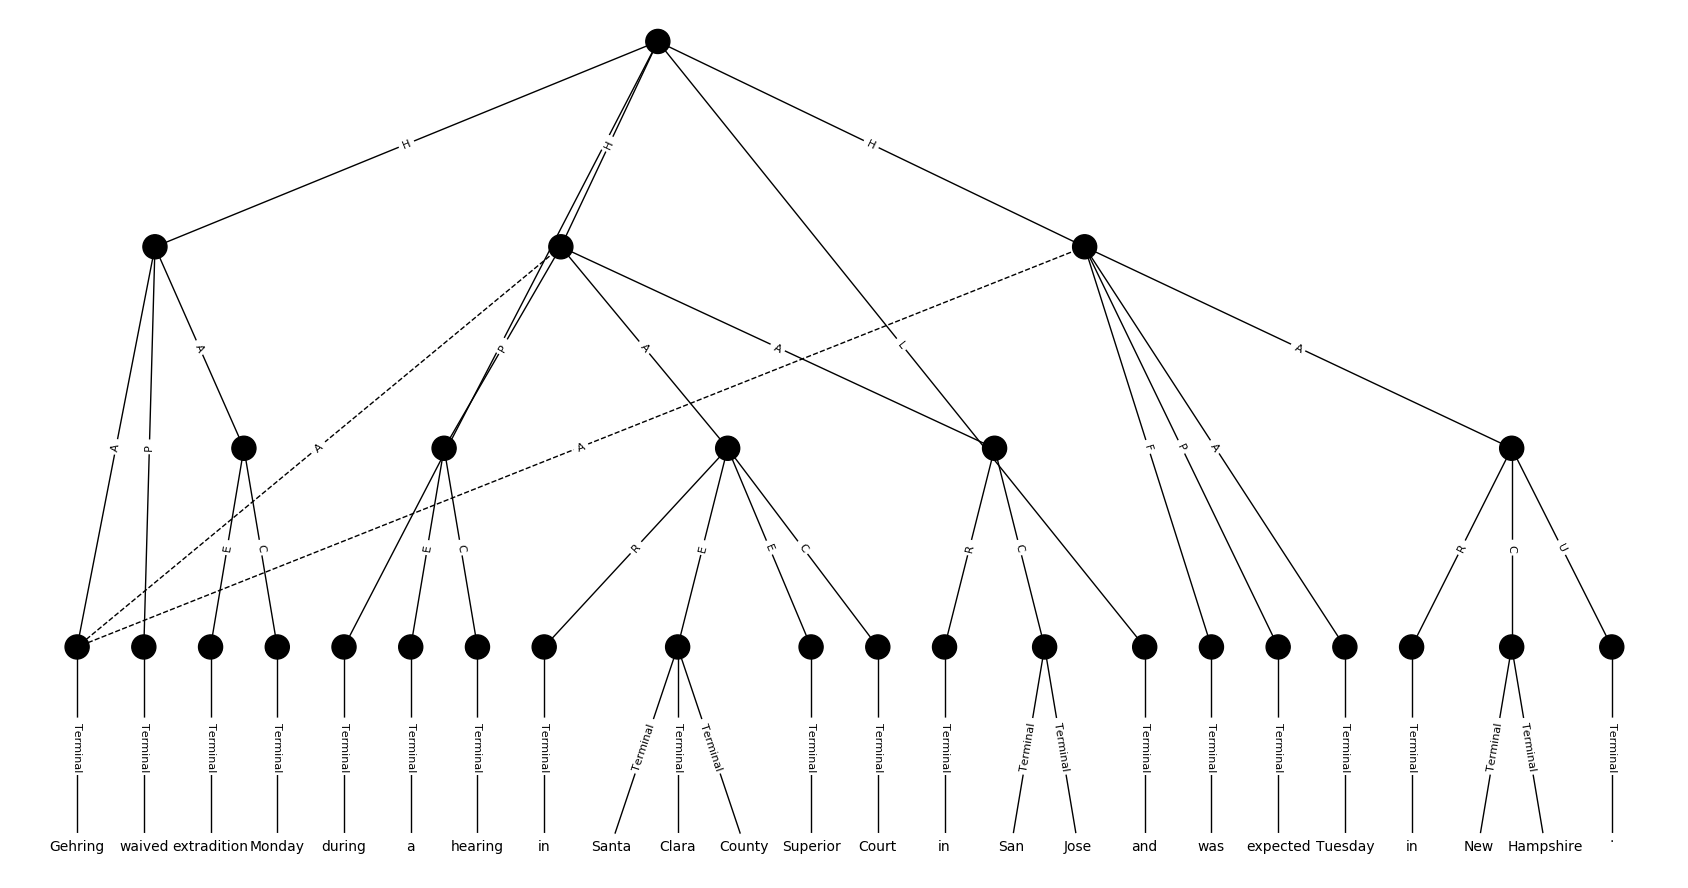 H H H
P A A A L A
A P A A F P A
E C E C R E E C R C R C U
Terminal Terminal Terminal Terminal Terminal Terminal Terminal Terminal Terminal Terminal Terminal Terminal Terminal Terminal Terminal Terminal Terminal Terminal Terminal Terminal Terminal Terminal Terminal Terminal
Gehring waived extradition Monday during a hearing in Santa Clara County Superior Court in San Jose and was expected Tuesday in New Hampshire .